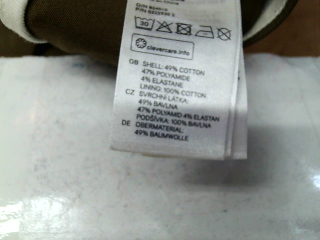 30
clevercare.info
GB SHELL: 49% COTTON
47% POLYAMIDE
4% ELASTANE
LINING: 100% COTTON
CZ SVRCHNÍ LÁTKA:
49% BAVLNA
47% POLYAMID 4% ELASTAN
PODŠÍVKA: 100% BAVLNA
DE OBERMATERIAL:
49% BAUMWOLLE